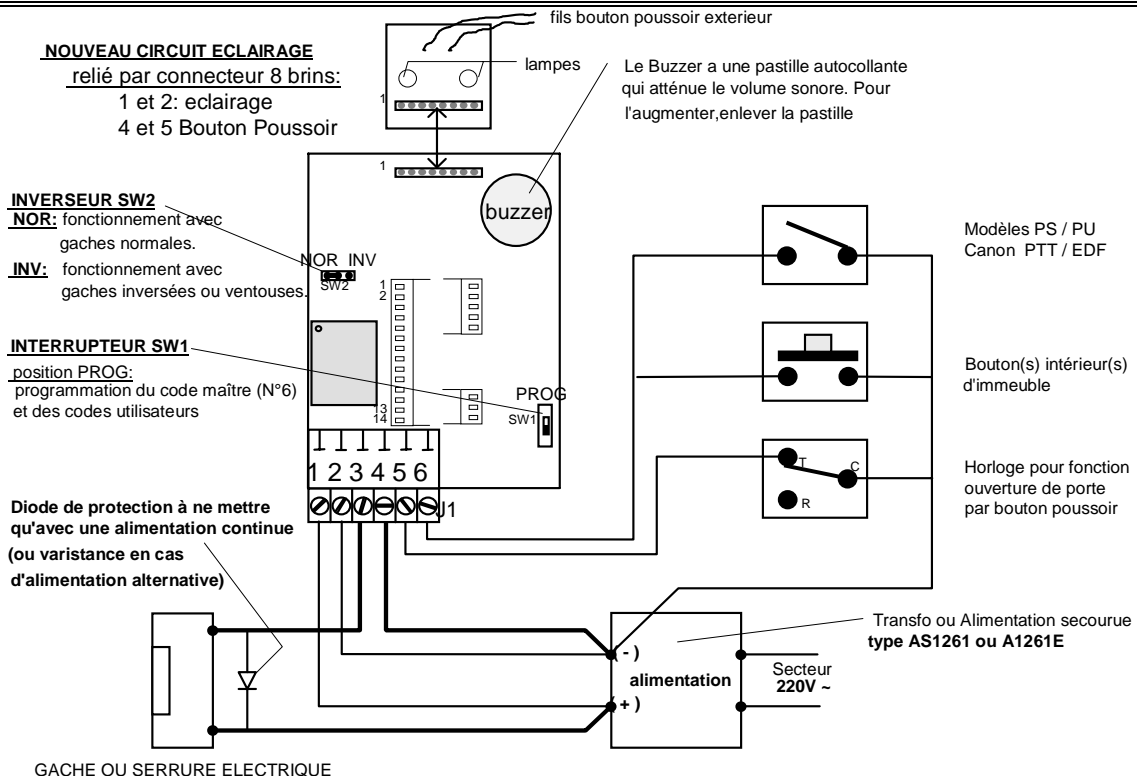 fils bouton poussoir exterieur
NOUVEAU CIRCUIT ECLAIRAGE
relié par connecteur 8 brins:
1 et 2: eclairage
4 et 5 Bouton Poussoir
lampes
1
Le Buzzer a une pastille autocollante
qui atténue le volume sonore. Pour
l'augmenter,enlever la pastille
1
buzzer
INVERSEUR SW2
NOR: fonctionnement avec
gaches normales.
INV: fonctionnement avec
gaches inversées ou ventouses.
NOR INV
SW2
1
2
13
14
INTERRUPTEUR SW1
position PROG:
programmation du code maître (N°6)
et des codes utilisateurs
PROG
SW1
1 2 3 4 5 6
J1
Modèles PS / PU
Canon PTT / EDF
Bouton(s) intérieur(s)
d'immeuble
T
C
R
Horloge pour fonction
ouverture de porte
par bouton poussoir
Diode de protection à ne mettre
qu'avec une alimentation continue
(ou varistance en cas
d'alimentation alternative)
Transfo ou Alimentation secourue
type AS1261 ou A1261E
( - )
alimentation
( + )
Secteur
220V ~
GACHE OU SERRURE ELECTRIQUE